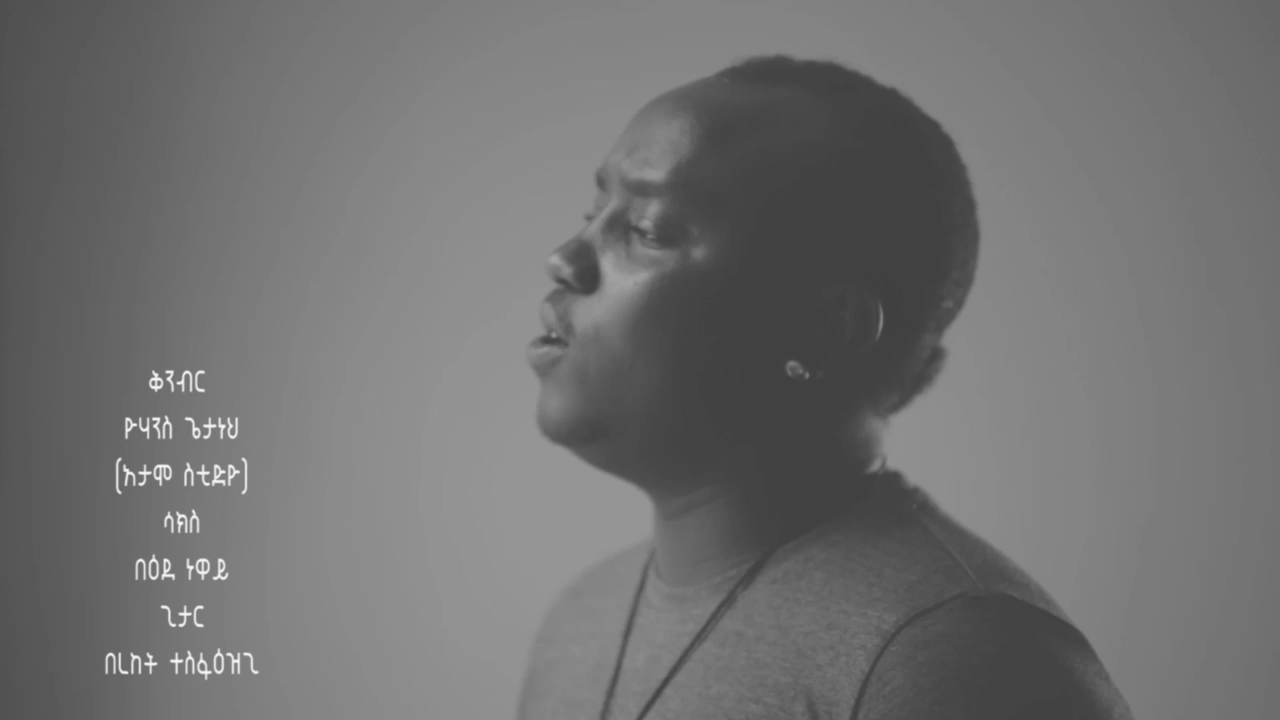 ቅንብር
ዮሃንስ ጌታነህ
(አታሞ ስቲድዮ)
ሳክስ
በዕደ ነዋይ
ጊታር
በረከት ተስፋዕዝጊ